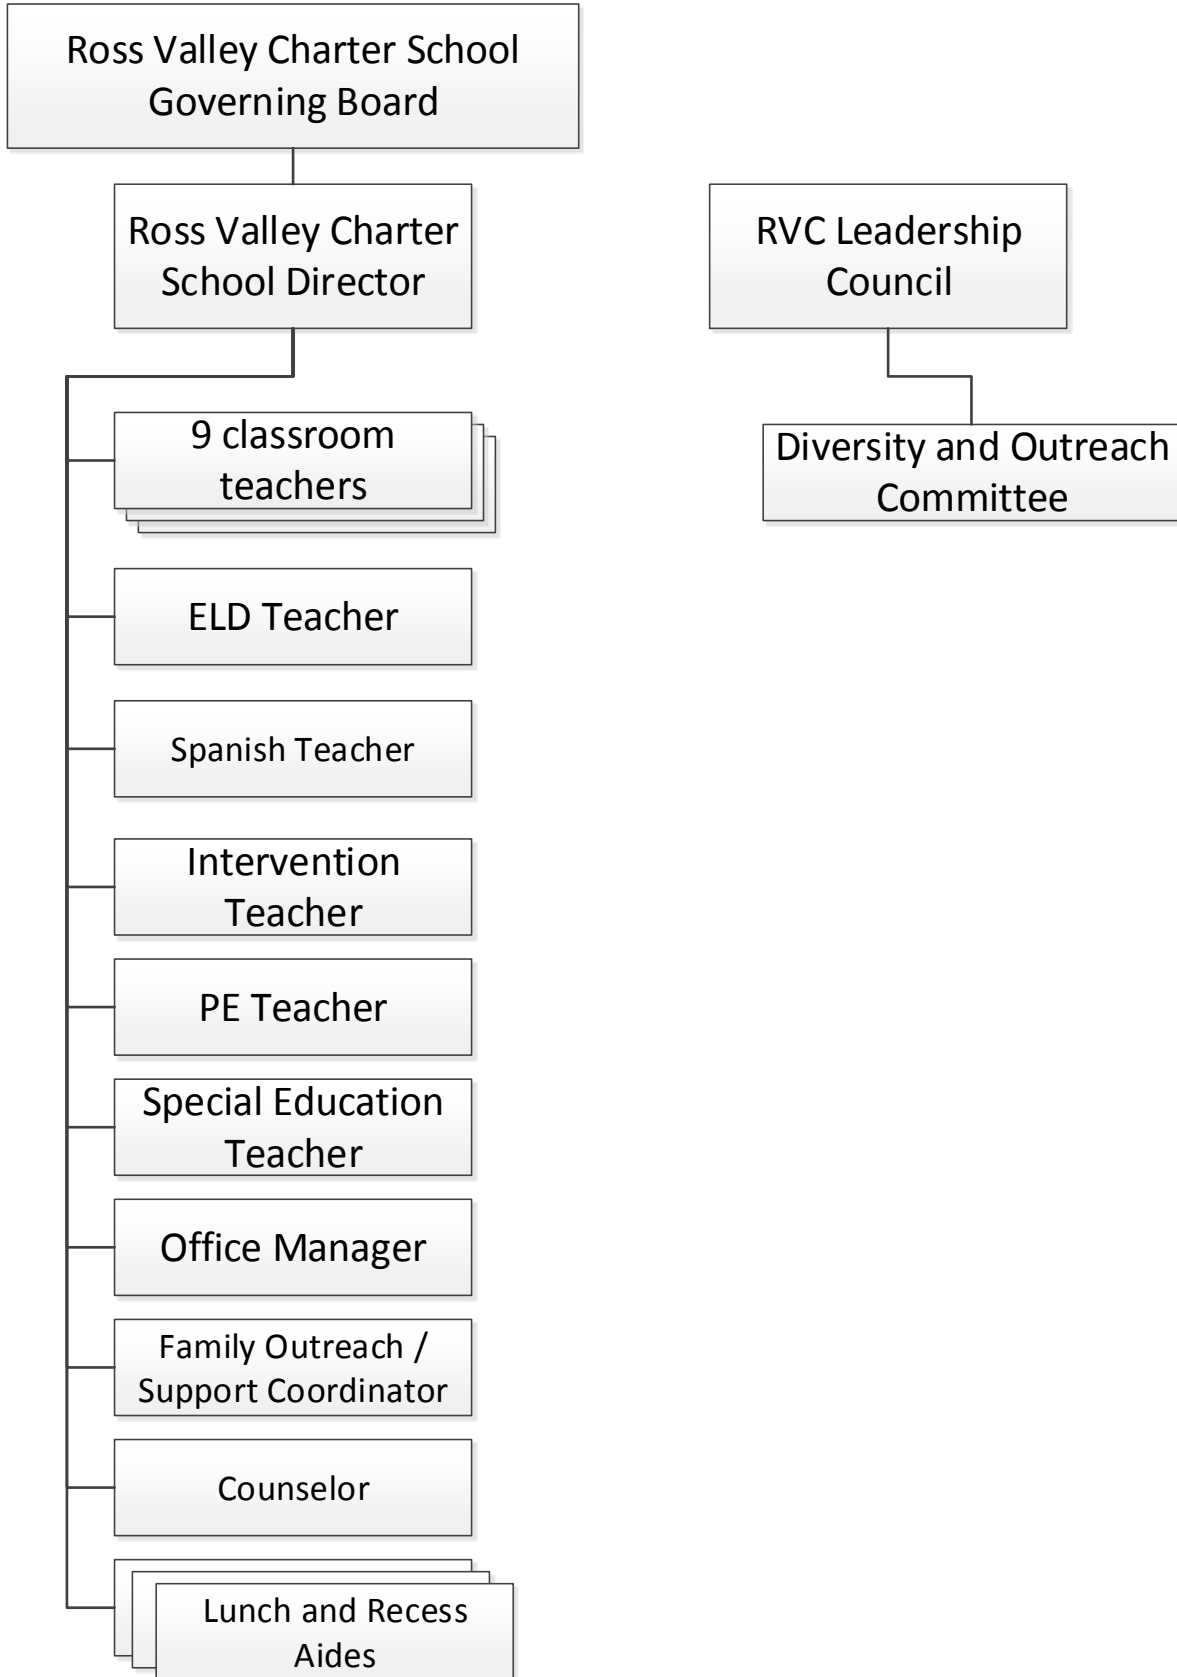 Ross Valley Charter School
Governing Board
Ross Valley Charter
School Director
RVC Leadership
Council
9 classroom
teachers
Diversity and Outreach
Committee
ELD Teacher
Spanish Teacher
Intervention
Teacher
PE Teacher
Special Education
Teacher
Office Manager
Family Outreach /
Support Coordinator
Counselor
Lunch and Recess
Aides